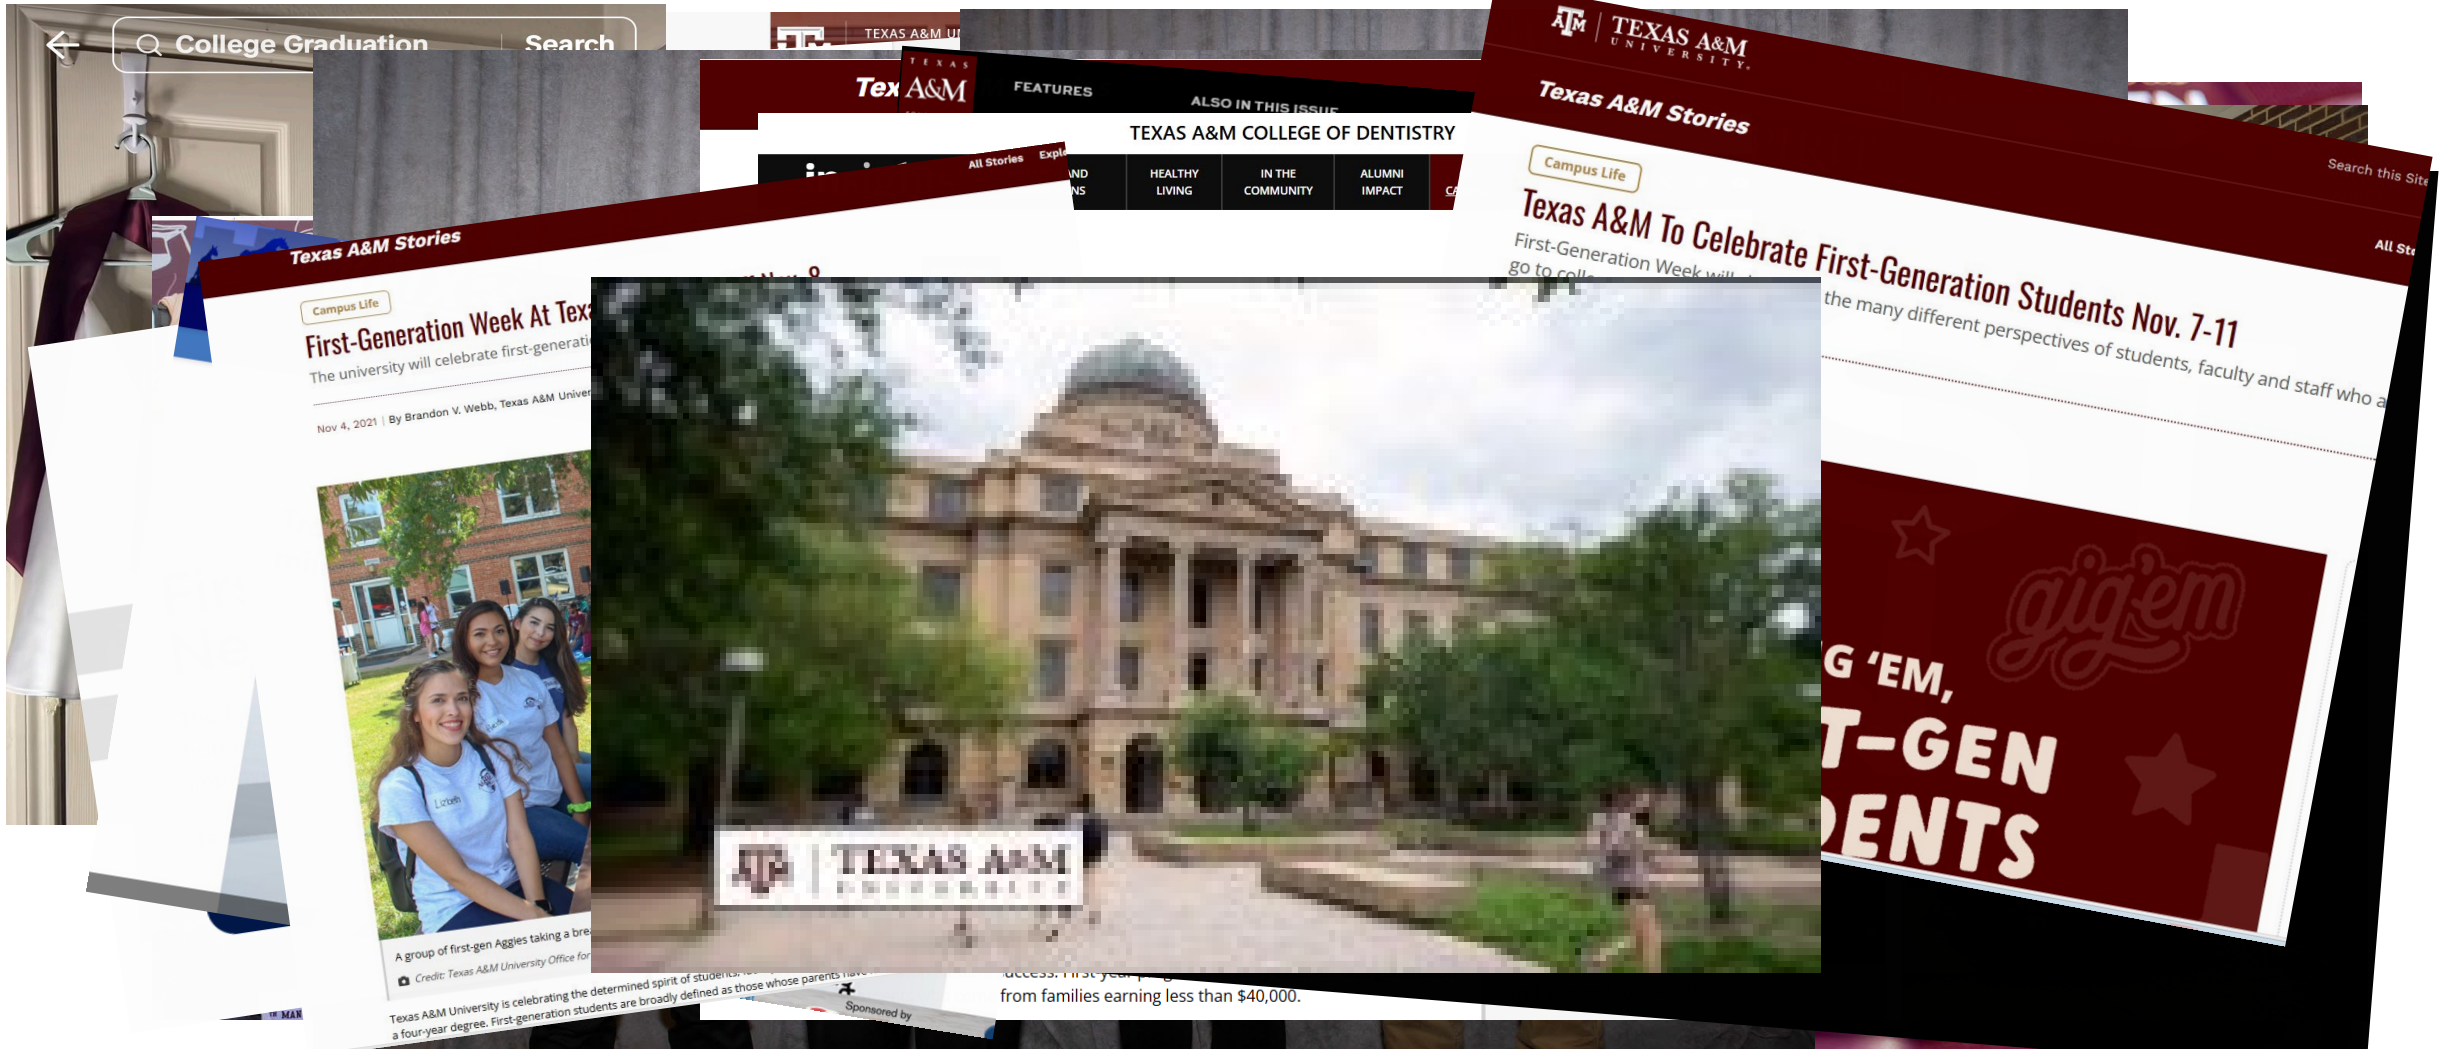 College Graduation
Search
TEXAS A&M
Tex
TEXAS
A&M
FEATURES
ALSO IN THIS ISSUE
TEXAS A&M COLLEGE OF DENTISTRY
HEALTHY
LIVING
IN THE
COMMUNITY
ALUMNI
IMPACT
All Stories
Texas A&M Stories
Campus Life
First-Generation Week At
The university will celebrate
Nov 4, 2021 | By Brandon V. Webb, Texas A&M
Lizbeth
A group of first-gen Aggies taking a
Credit: Texas A&M University Office for
Texas A&M University is celebrating the determined spirit of students,
a four-year degree. First-generation students are broadly defined as those whose parents
TEXAS A&M
UNIVERSITY
TEXAS A&M
UNIVERSITY.
Texas A&M Stories
Search this Site
All
Campus Life
Texas A&M To Celebrate First-Generation Students Nov. 7-11
First-Generation Week will
go to
the many different perspectives of students, faculty and staff who
gig'em
G 'EM,
T-GEN
DENTS
from families earning less than $40,000.
Sponsored by